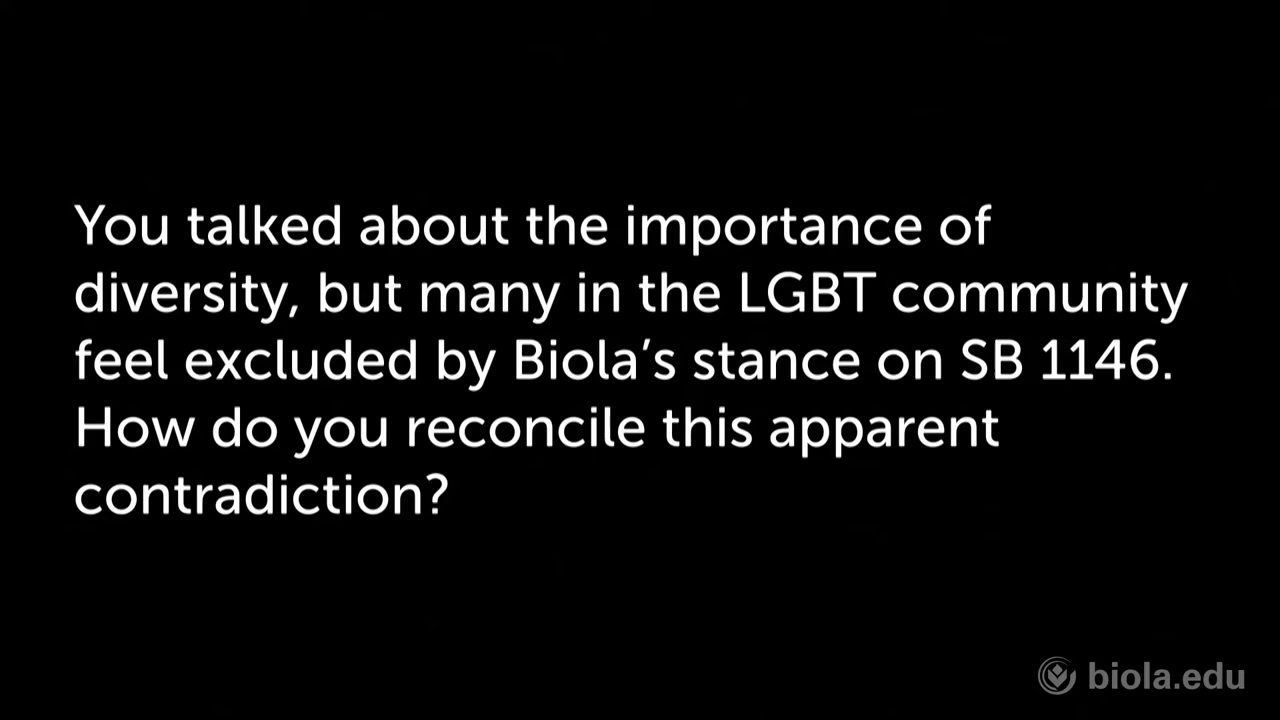 You talked about the importance of
diversity, but many in the LGBT community
feel excluded by Biola’s stance on SB 1146.
How do you reconcile this apparent
contradiction?
biola.edu